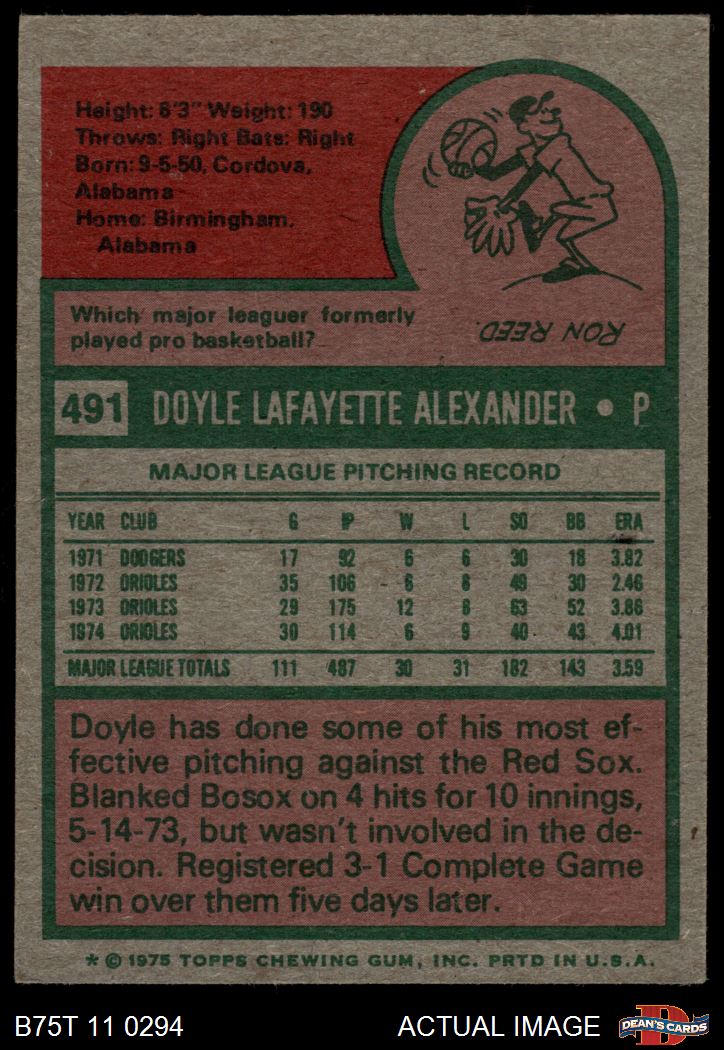 Height: 6'3" Weight: 190
Throws: Right Bats: Right
Born: 9-5-50, Cordova,
Alabama
Home: Birmingham,
Alabama
Which major leaguer formerly
played pro basketball?
RON REED.
491 DOYLE LAFAYETTE ALEXANDER • P
MAJOR LEAGUE PITCHING RECORD
YEAR CLUB G IP W L SO BB ERA
1971 DODGERS 17 92 6 6 30 18 3.82
1972 ORIOLES 35 106 6 8 49 30 2.46
1973 ORIOLES 29 175 12 8 63 52 3.86
1974 ORIOLES 30 114 6 9 40 43 4.01
MAJOR LEAGUE TOTALS 111 487 30 31 182 143 3.59
Doyle has done some of his most ef-
fective pitching against the Red Sox.
Blanked Bosox on 4 hits for 10 innings,
5-14-73, but wasn't involved in the de-
cision. Registered 3-1 Complete Game
win over them five days later.
* © 1975 TOPPS CHEWING GUM, INC. PRTD IN U.S.A.
B75T 11 0294 ACTUAL IMAGE
DEAN'S CARDS